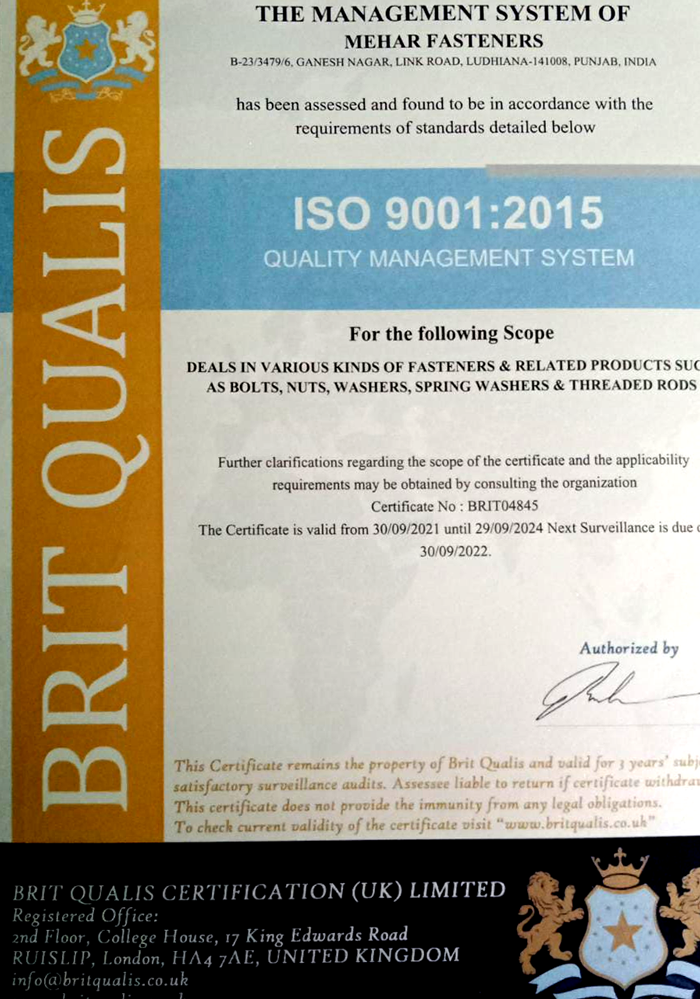 THE MANAGEMENT SYSTEM OF
MEHAR FASTENERS
B-23/3479/6, GANESH NAGAR, LINK ROAD, LUDHIANA-141008, PUNJAB, INDIA
has been assessed and found to be in accordance with the
requirements of standards detailed below
BRIT QUALIS
ISO 9001:2015
QUALITY MANAGEMENT SYSTEM
For the following Scope
DEALS IN VARIOUS KINDS OF FASTENERS & RELATED PRODUCTS
AS BOLTS, NUTS, WASHERS, SPRING WASHERS & THREADED RODS
Further clarifications regarding the scope of the certificate and the applicability
requirements may be obtained by consulting the organization
Certificate No : BRIT04845
The Certificate is valid from 30/09/2021 until 29/09/2024 Next Surveillance is due
30/09/2022.
Authorized by
This Certificate remains the property of Brit Qualis and valid for 3 years'
satisfactory surveillance audits. Assessee liable to return if certificate
This certificate does not provide the immunity from any legal obligations.
To check current validity of the certificate visit "www.britqualis.co.uk"
BRIT QUALIS CERTIFICATION (UK) LIMITED
Registered Office:
2nd Floor, College House, 17 King Edwards Road
RUISLIP, London, HA4 7AE, UNITED KINGDOM
info@britqualis.co.uk